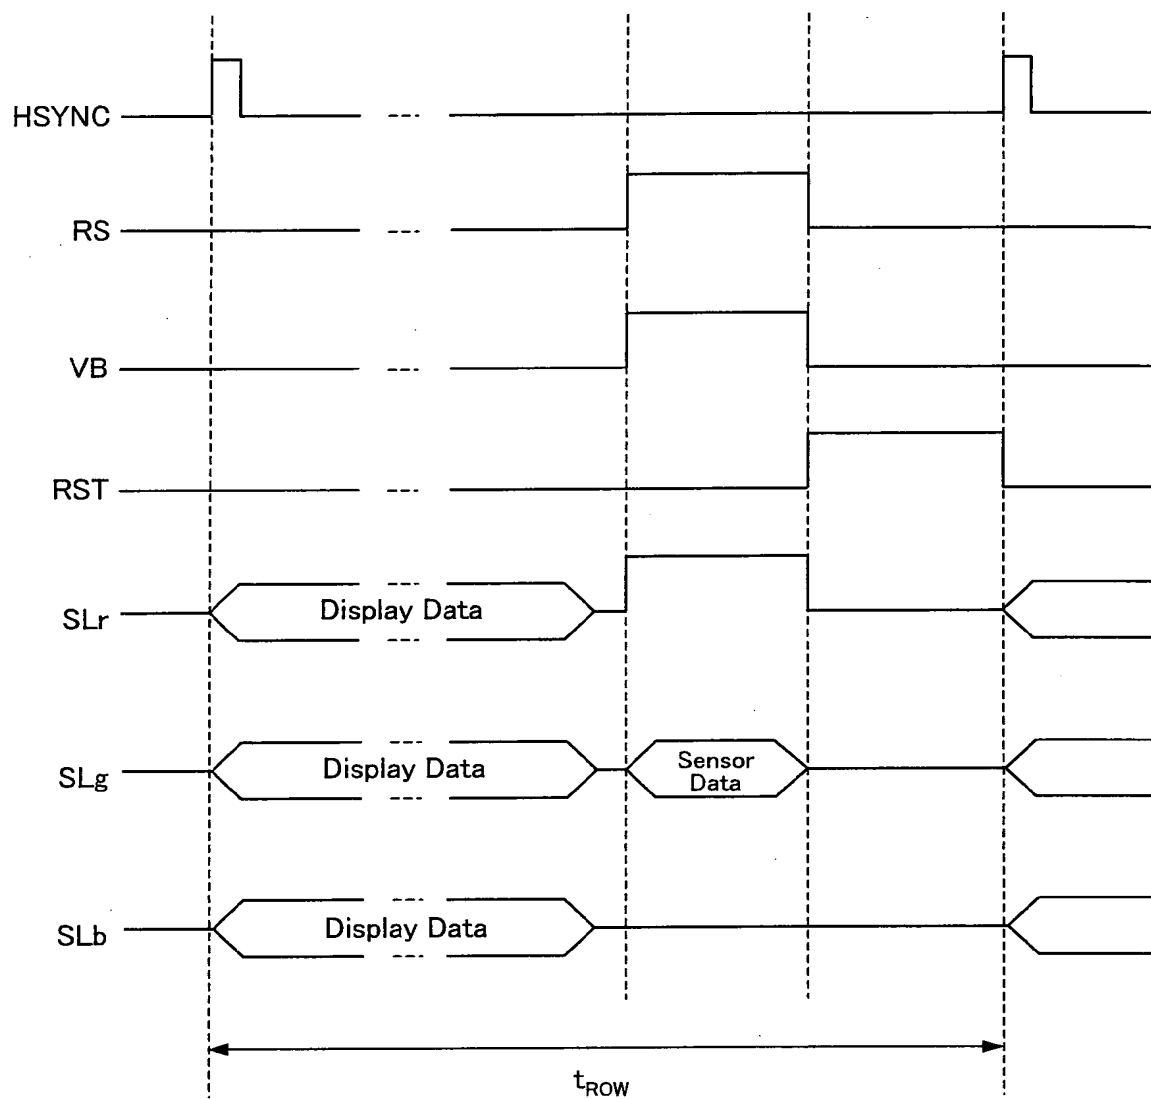 HSYNC
RS
VB
RST
SLr
Display Data
SLg
Display Data
Sensor
Data
SLb
Display Data
tROW